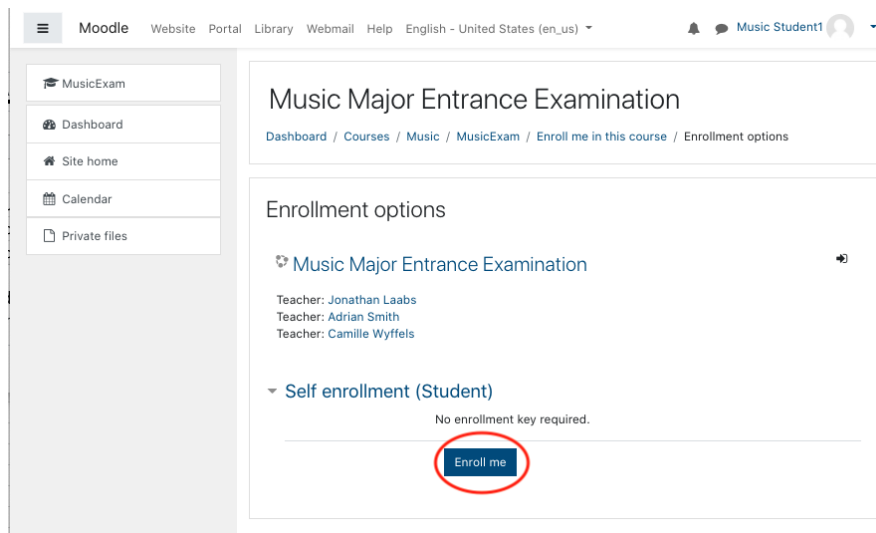 Moodle Website Portal Library Webmail Help English - United States (en_us) Music Student1
MusicExam
Dashboard
Site home
Calendar
Private files
Music Major Entrance Examination
Dashboard / Courses / Music / MusicExam / Enroll me in this course / Enrollment options
Enrollment options
Music Major Entrance Examination
Teacher: Jonathan Laabs
Teacher: Adrian Smith
Teacher: Camille Wyffels
Self enrollment (Student)
No enrollment key required.
Enroll me